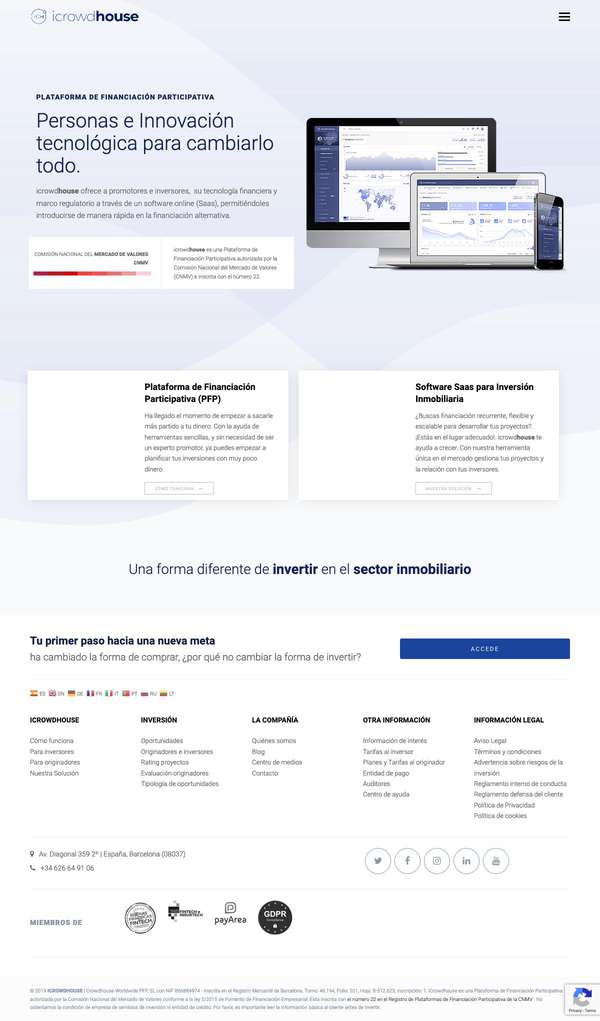 icrowdhouse
PLATAFORMA DE FINANCIACIÓN PARTICIPATIVA
Personas e Innovación
tecnológica para cambiarlo
todo.
icrowdhouse ofrece a promotores e inversores, su tecnología financiera y
marco regulatorio a través de un software online (Saas), permitiéndoles
introducirse de manera rápida en la financiación alternativa.
COMISIÓN NACIONAL DEL MERCADO DE VALORES
CNMV
icrowdhouse es una Plataforma de
Financiación Participativa autorizada por la
Comisión Nacional del Mercado de Valores
(CNMV) e inscrita con el número 22.
Plataforma de Financiación
Participativa (PFP)
Ha llegado el momento de empezar a sacarle
más partido a tu dinero. Con la ayuda de
herramientas sencillas, y sin necesidad de ser
un experto promotor, ya puedes empezar a
planificar tus inversiones con muy poco
dinero.
CÓMO FUNCIONA
Software Saas para Inversión
Inmobiliaria
¿Buscas financiación recurrente, flexible y
escalable para desarrollar tus proyectos?.
¡Estás en el lugar adecuado!. icrowdhouse te
ayuda a crecer. Con nuestra herramienta
única en el mercado gestiona tus proyectos y
la relación con tus inversores.
NUESTRA SOLUCIÓN
Una forma diferente de invertir en el sector inmobiliario
Tu primer paso hacia una nueva meta
ha cambiado la forma de comprar, ¿por qué no cambiar la forma de invertir?
ACCEDE
ES EN DE FR IT PT RU LT
ICROWDHOUSE
Cómo funciona
Para inversores
Para originadores
Nuestra Solución
INVERSIÓN
Oportunidades
Originadores e inversores
Rating proyectos
Evaluación originadores
Tipología de oportunidades
LA COMPAÑÍA
Quiénes somos
Blog
Centro de medios
Contacto
OTRA INFORMACIÓN
Información de interés
Tarifas al Inversor
Planes y Tarifas al originador
Entidad de pago
Auditores
Centro de ayuda
INFORMACIÓN LEGAL
Aviso Legal
Términos y condiciones
Advertencia sobre riesgos de la
inversión
Reglamento interno de conducta
Reglamento defensa del cliente
Política de Privacidad
Política de cookies
Av. Diagonal 359 2º | España, Barcelona (08037)
+34 626 64 91 06
MIEMBROS DE
FINTECH
FINTECH
& INSURTECH
payArea
GDPR
© 2019 ICROWDHOUSE | Crowdhouse Worldwide PFP, SL con NIF B66884974 - Inscrita en el Registro Mercantil de Barcelona, Tomo: 46.194, Folio: 201, Hoja: B 512.623, inscripción 1. iCrowdhouse es una Plataforma de Financiación Participativa
autorizada por la Comisión Nacional del Mercado de Valores conforme a la ley 5/2015 de Fomento de Financiación Empresarial. Esta inscrita con el número 22 en el Registro de Plataformas de Financiación Participativa de la CNMV. No
ostentamos la condición de empresa de servicios de inversión ni entidad de crédito. Por favor, es importante leer la información básica al cliente antes de invertir.
Privacy - Terms